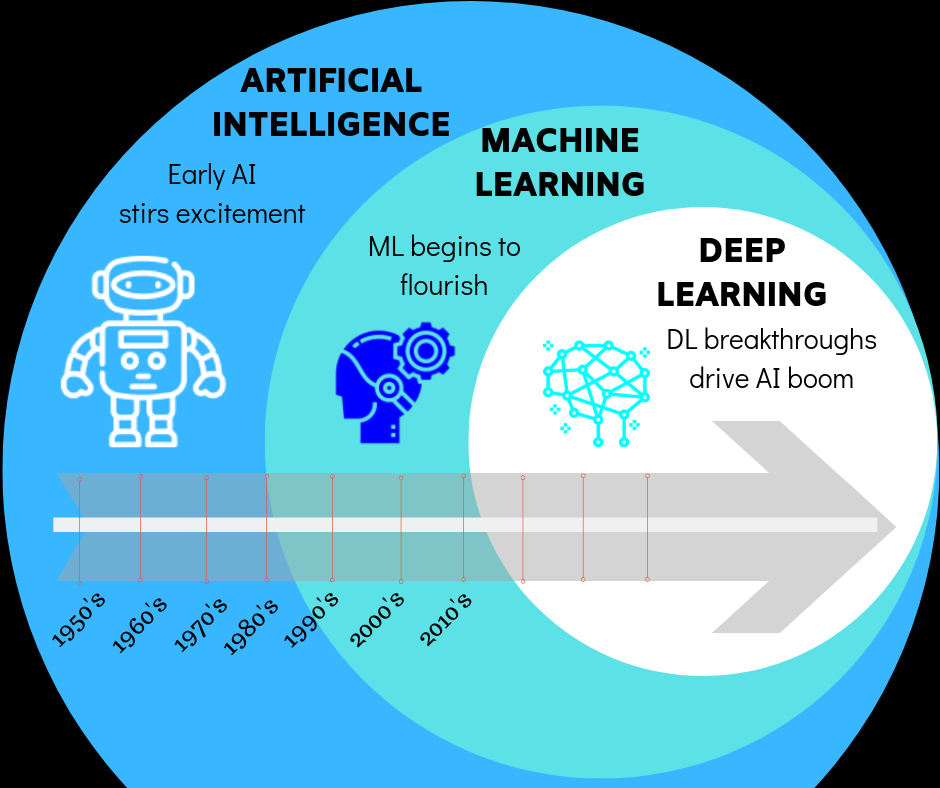 ARTIFICIAL
INTELLIGENCE
Early AI
stirs excitement
MACHINE
LEARNING
ML begins to
flourish
DEEP
LEARNING
DL breakthroughs
drive AI boom
1950's
1960's
1970's
1980's
1990's
2000's
2010's